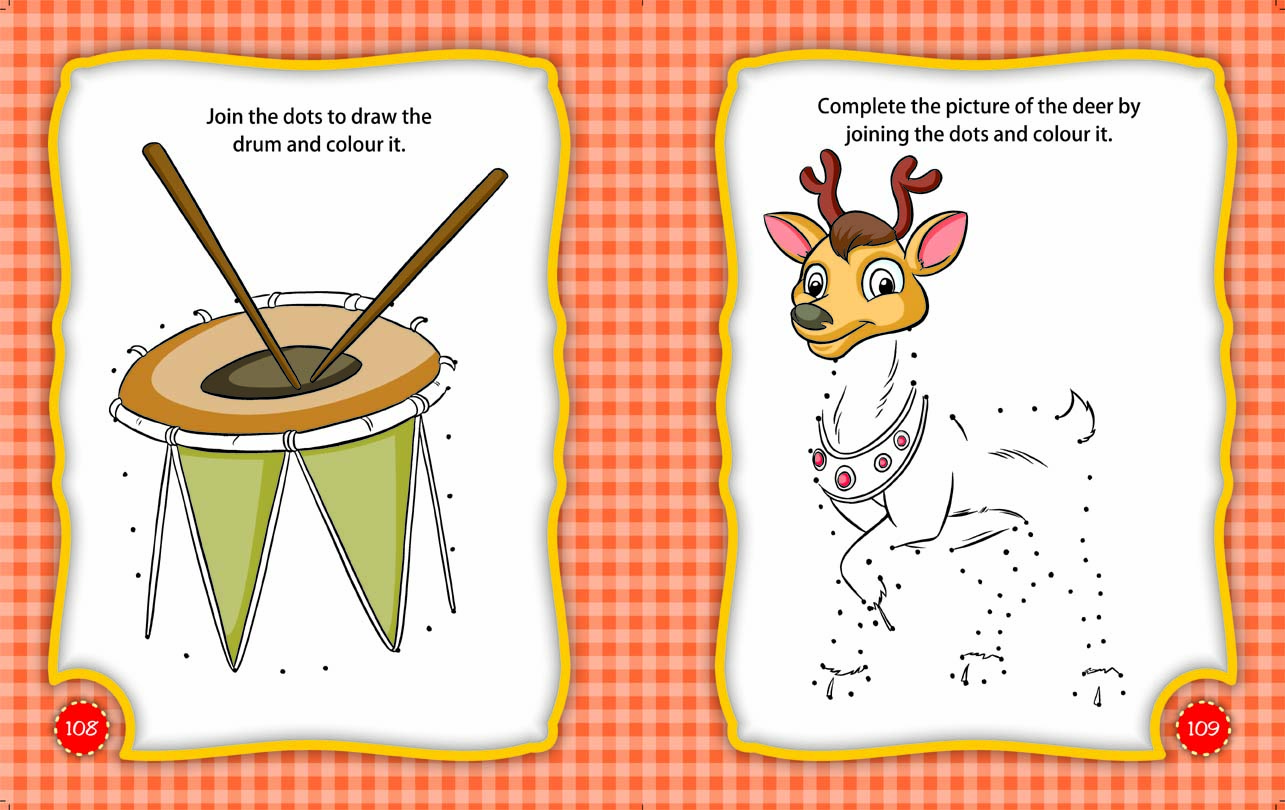 Join the dots to draw the
drum and colour it.
108
Complete the picture of the deer by
joining the dots and colour it.
109